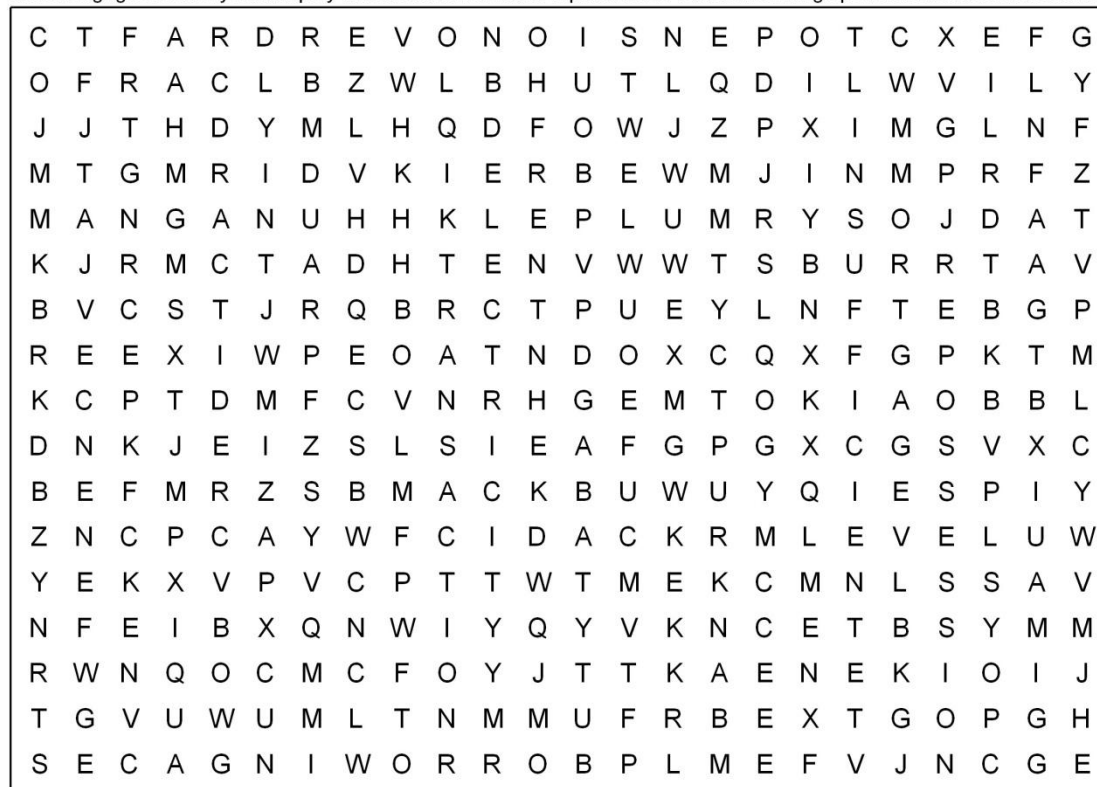 C T F A R D R E V O N O I S N E P O T C X E F G
O F R A C L B Z W L B H U T L Q D I L W V I L Y
J J T H D Y M L H Q D F O W J Z P X I M G L N F
M T G M R I D V K I E R B E W M J I N M P R F Z
M A N G A N U H H K L E P L U M R Y S O J D A T
K J R M C T A D H T E N V W W T S B U R R T A V
B V C S T J R Q B R C T P U E Y L N F T E B G P
R E E X I W P E O A T N D O X C Q X F G P K T M
K C P T D M F C V N R H G E M T O K I A O B B L
D N K J E I Z S L S I E A F G P G X C G S V X C
B E F M R Z S B M A C K B U W U Y Q I E S P I Y
Z N C P C A Y W F C I D A C K R M L E V E L U W
Y E K X V P V C P T T W T M E K C M N L S S A V
N F E I B X Q N W I Y Q Y V K N C E T B S Y M M
R W N Q O C M C F O Y J T T K A E N E K I O I J
T G V U W U M L T N M M U F R B E X T G O P G H
S E C A G N I W O R R O B P L M E F V J N C G E